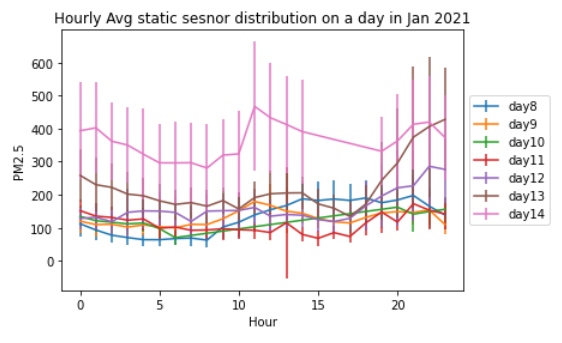 Hourly Avg static sesnor distribution on a day in Jan 2021
600
500
400
300
200
100
0
PM2.5
0 5 10 15 20
Hour
day8
day9
day10
day11
day12
day13
day14